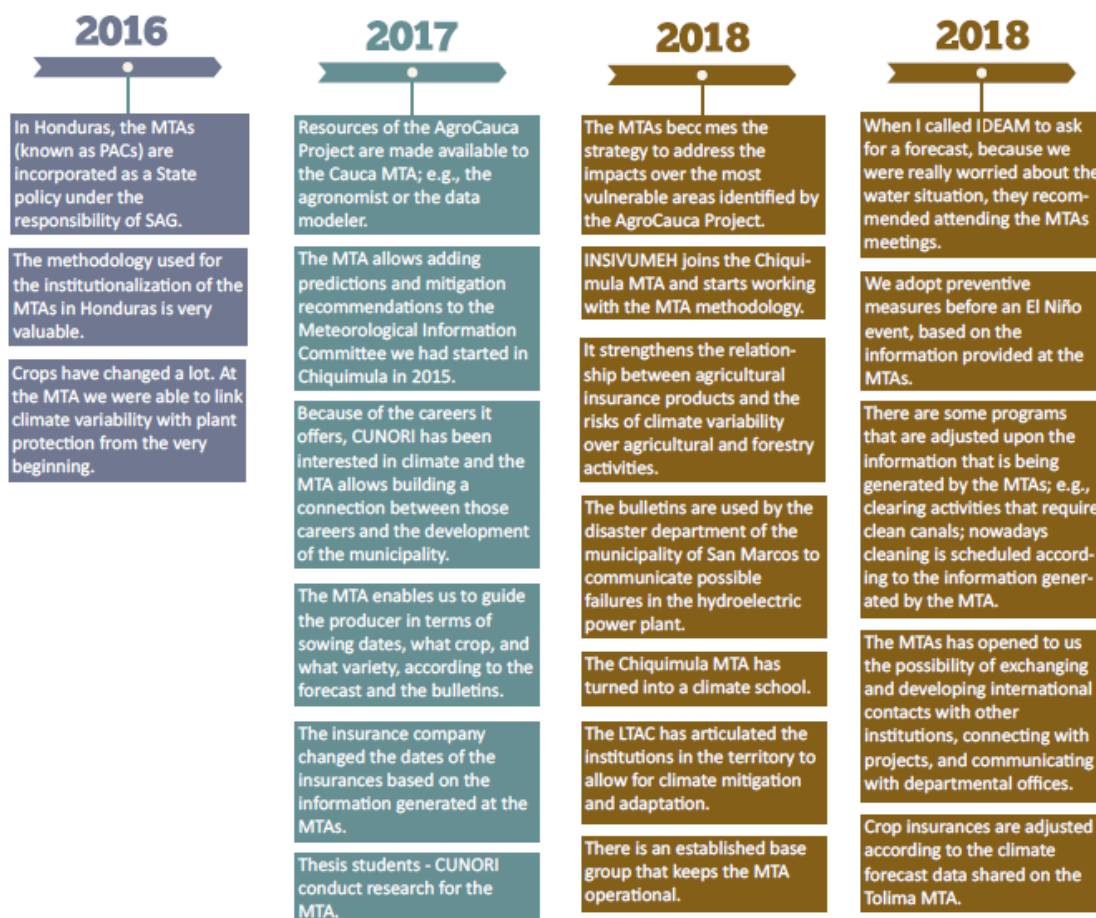 2016
In Honduras, the MTAs
(known as PACs) are
incorporated as a State
policy under the
responsibility of SAG.
The methodology used for
the institutionalization of the
MTAs in Honduras is very
valuable.
Crops have changed a lot. At
the MTA we were able to link
climate variability with plant
protection from the very
beginning.
2017
Resources of the AgroCauca
Project are made available to
the Cauca MTA; e.g., the
agronomist or the data
modeler.
The MTA allows adding
predictions and mitigation
recommendations to the
Meteorological Information
Committee we had started in
Chiquimula in 2015.
Because of the careers it
offers, CUNORI has been
interested in climate and the
MTA allows building a
connection between those
careers and the development
of the municipality.
The MTA enables us to guide
the producer in terms of
sowing dates, what crop, and
what variety, according to the
forecast and the bulletins.
The insurance company
changed the dates of the
insurances based on the
information generated at the
MTAs.
Thesis students - CUNORI
conduct research for the
MTA.
2018
The MTAs becc mes the
strategy to address the
impacts over the most
vulnerable areas identified by
the AgroCauca Project.
INSIVUMEH joins the Chiqui-
mula MTA and starts working
with the MTA methodology.
It strengthens the relation-
ship between agricultural
insurance products and the
risks of climate variability
over agricultural and forestry
activities.
The bulletins are used by the
disaster department of the
municipality of San Marcos to
communicate possible
failures in the hydroelectric
power plant.
The Chiquimula MTA has
turned into a climate school.
The LTAC has articulated the
institutions in the territory to
allow for climate mitigation
and adaptation.
There is an established base
group that keeps the MTA
operational.
2018
When I called IDEAM to ask
for a forecast, because we
were really worried about the
water situation, they recom-
mended attending the MTAs
meetings.
We adopt preventive
measures before an El Niño
event, based on the
information provided at the
MTAs.
There are some programs
that are adjusted upon the
information that is being
generated by the MTAs; e.g.,
clearing activities that require
clean canals; nowadays
cleaning is scheduled accord-
ing to the information gener-
ated by the MTA.
The MTAs has opened to us
the possibility of exchanging
and developing international
contacts with other
institutions, connecting with
projects, and communicating
with departmental offices.
Crop insurances are adjusted
according to the climate
forecast data shared on the
Tolima MTA.